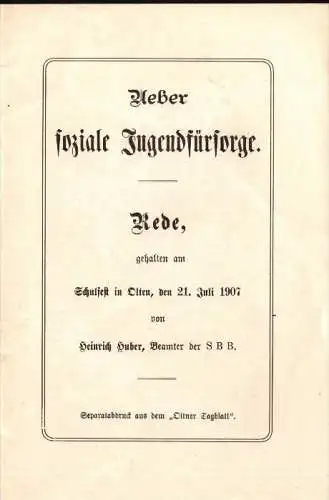 Ueber
soziale Jugendfürsorge.
Rede,
gehalten am
Schulfest in Olten, den 21. Juli 1907
von
Heinrich Huber, Beamter der S B B.
Separatabdruck aus dem „Oltner Tagblatt“.